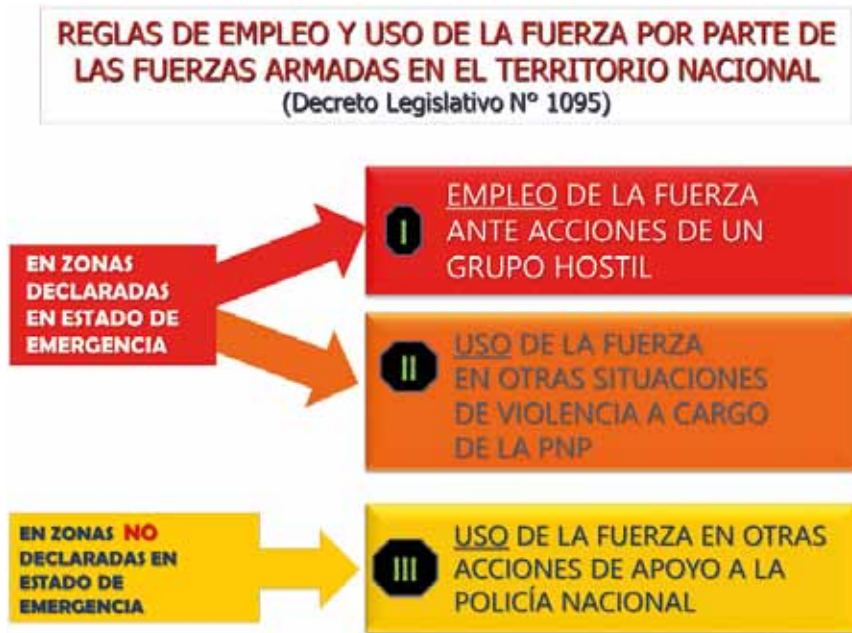 REGLAS DE EMPLEO Y USO DE LA FUERZA POR PARTE DE
LAS FUERZAS ARMADAS EN EL TERRITORIO NACIONAL
(Decreto Legislativo N° 1095)
EN ZONAS
DECLARADAS
EN ESTADO DE
EMERGENCIA
I
EMPLEO DE LA FUERZA
ANTE ACCIONES DE UN
GRUPO HOSTIL
II
USO DE LA FUERZA
EN OTRAS SITUACIONES
DE VIOLENCIA A CARGO
DE LA PNP
EN ZONAS NO
DECLARADAS EN
ESTADO DE
EMERGENCIA
III
USO DE LA FUERZA EN OTRAS
ACCIONES DE APOYO A LA
POLICÍA NACIONAL